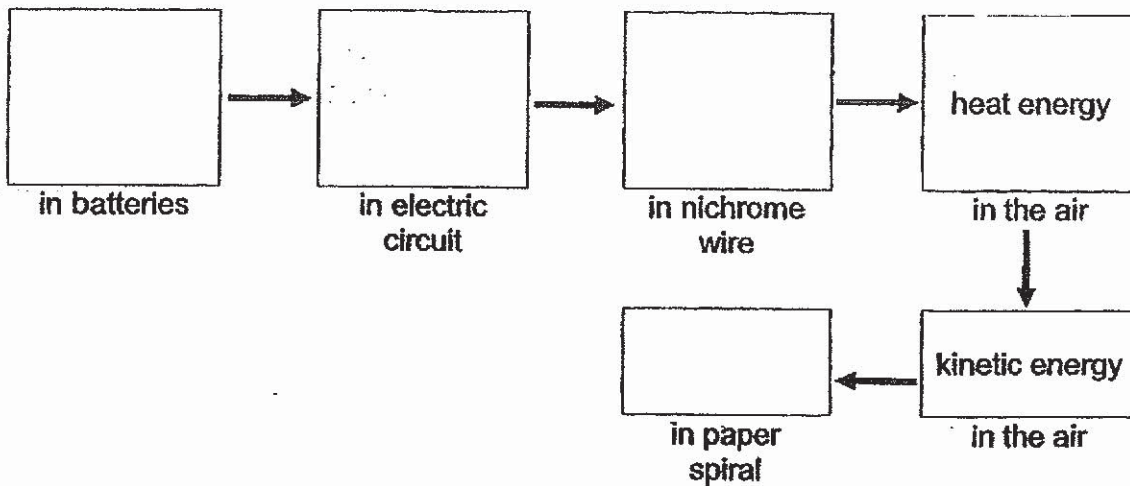 heat energy
in batteries
in electric
circuit
in nichrome
wire
in the air
kinetic energy
in the air
in paper
spiral